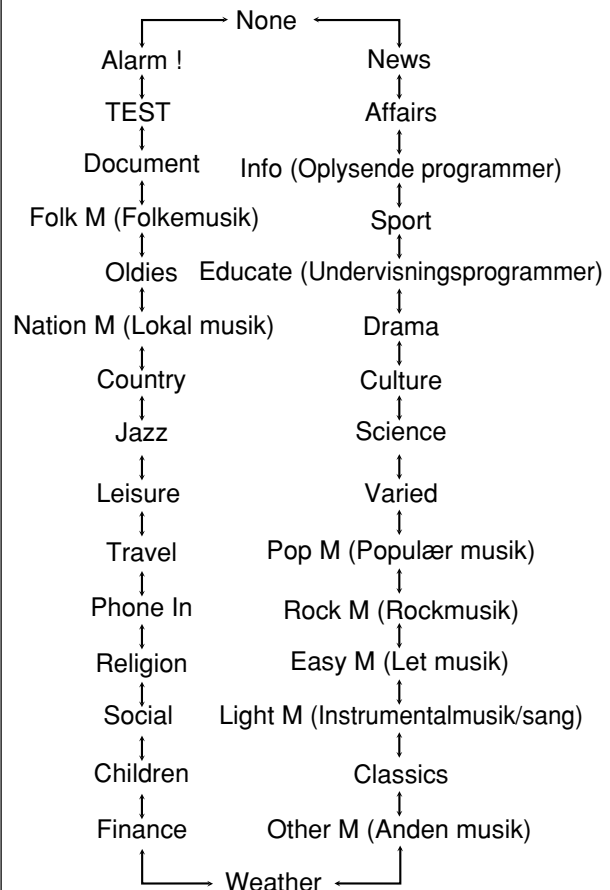 None
Alarm !
News
TEST
Affairs
Document
Info (Oplysende programmer)
Folk M (Folkemusik)
Sport
Oldies
Educate (Undervisningsprogrammer)
Nation M (Lokal musik)
Drama
Country
Culture
Jazz
Science
Leisure
Varied
Travel
Pop M (Populær musik)
Phone In
Rock M (Rockmusik)
Religion
Easy M (Let musik)
Social
Light M (Instrumentalmusik/sang)
Children
Classics
Finance
Other M (Anden musik)
Weather